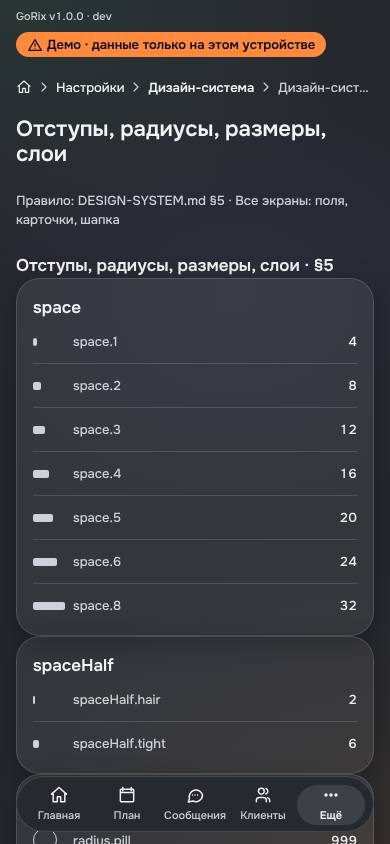 GoRix v1.0.0 · dev
Демо · данные только на этом устройстве
Настройки > Дизайн-система > Дизайн-сист...
Отступы, радиусы, размеры,
слои
Правило: DESIGN-SYSTEM.md §5 · Все экраны: поля,
карточки, шапка
Отступы, радиусы, размеры, слои · §5
space
space.1 4
space.2 8
space.3 12
space.4 16
space.5 20
space.6 24
space.8 32
spaceHalf
spaceHalf.hair 2
spaceHalf.tight 6
Главная План Сообщения Клиенты Ещё
radius.pill 999